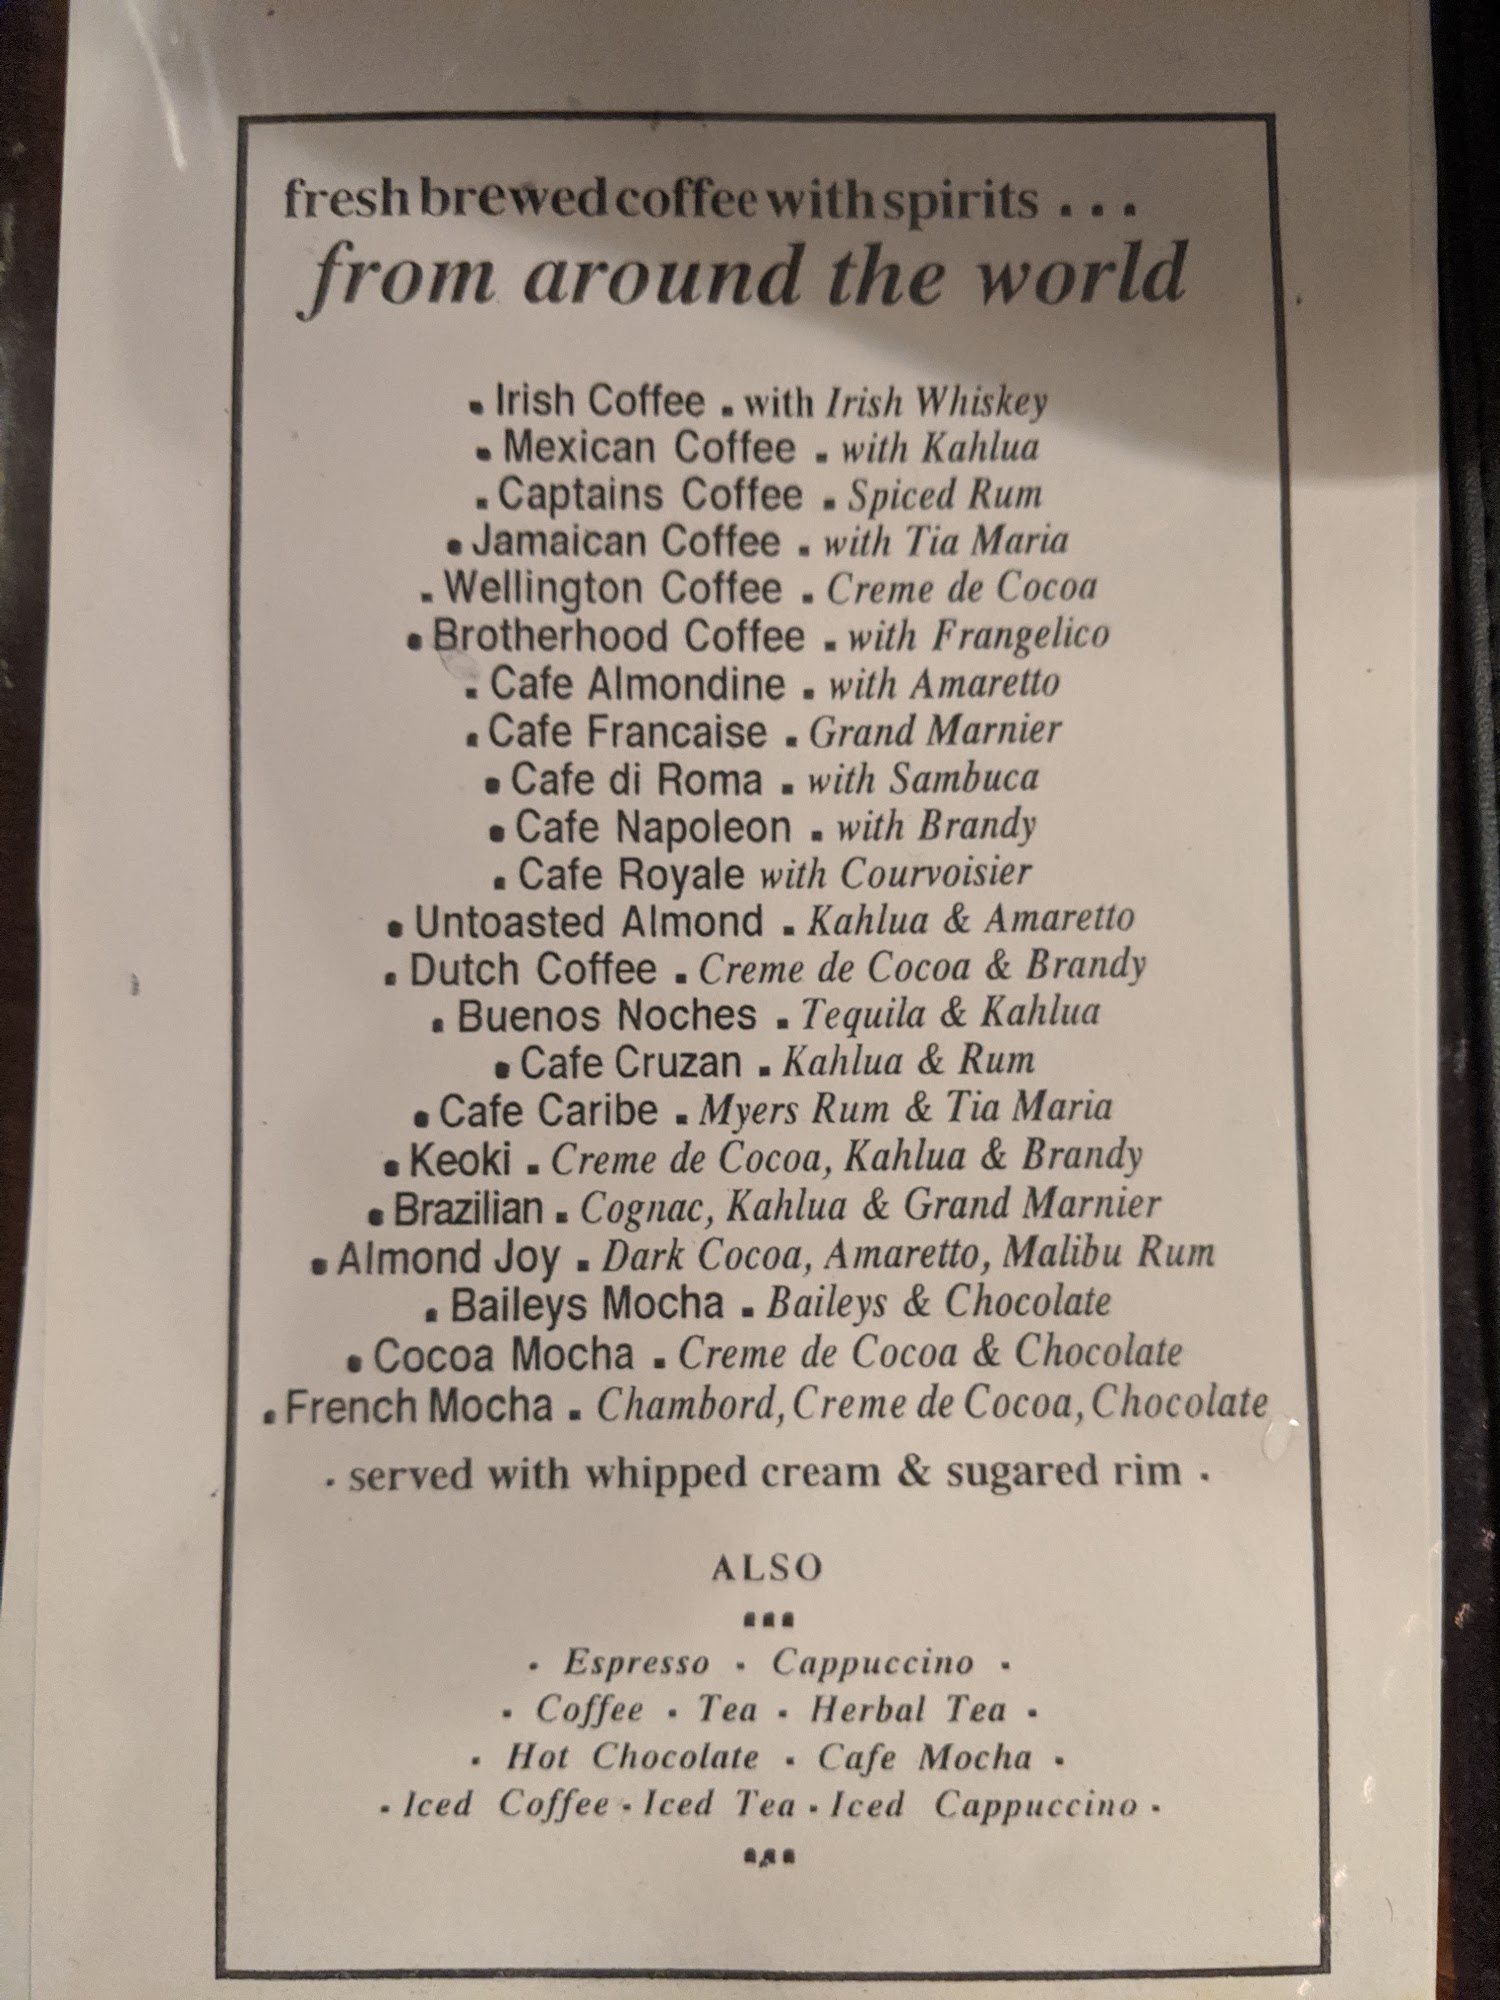 fresh brewed coffee with spirits . . .
from around the world
. Irish Coffee . with Irish Whiskey
. Mexican Coffee . with Kahlua
. Captains Coffee . Spiced Rum
. Jamaican Coffee . with Tia Maria
. Wellington Coffee . Creme de Cocoa
. Brotherhood Coffee . with Frangelico
. Cafe Almondine . with Amaretto
. Cafe Francaise . Grand Marnier
. Cafe di Roma . with Sambuca
. Cafe Napoleon . with Brandy
. Cafe Royale with Courvoisier
. Untoasted Almond . Kahlua & Amaretto
. Dutch Coffee . Creme de Cocoa & Brandy
. Buenos Noches . Tequila & Kahlua
. Cafe Cruzan . Kahlua & Rum
. Cafe Caribe . Myers Rum & Tia Maria
. Keoki . Creme de Cocoa, Kahlua & Brandy
. Brazilian . Cognac, Kahlua & Grand Marnier
. Almond Joy . Dark Cocoa, Amaretto, Malibu Rum
. Baileys Mocha . Baileys & Chocolate
. Cocoa Mocha . Creme de Cocoa & Chocolate
. French Mocha . Chambord, Creme de Cocoa, Chocolate
· served with whipped cream & sugared rim ·
ALSO
...
· Espresso · Cappuccino ·
· Coffee · Tea · Herbal Tea ·
· Hot Chocolate · Cafe Mocha ·
· Iced Coffee · Iced Tea · Iced Cappuccino ·
...